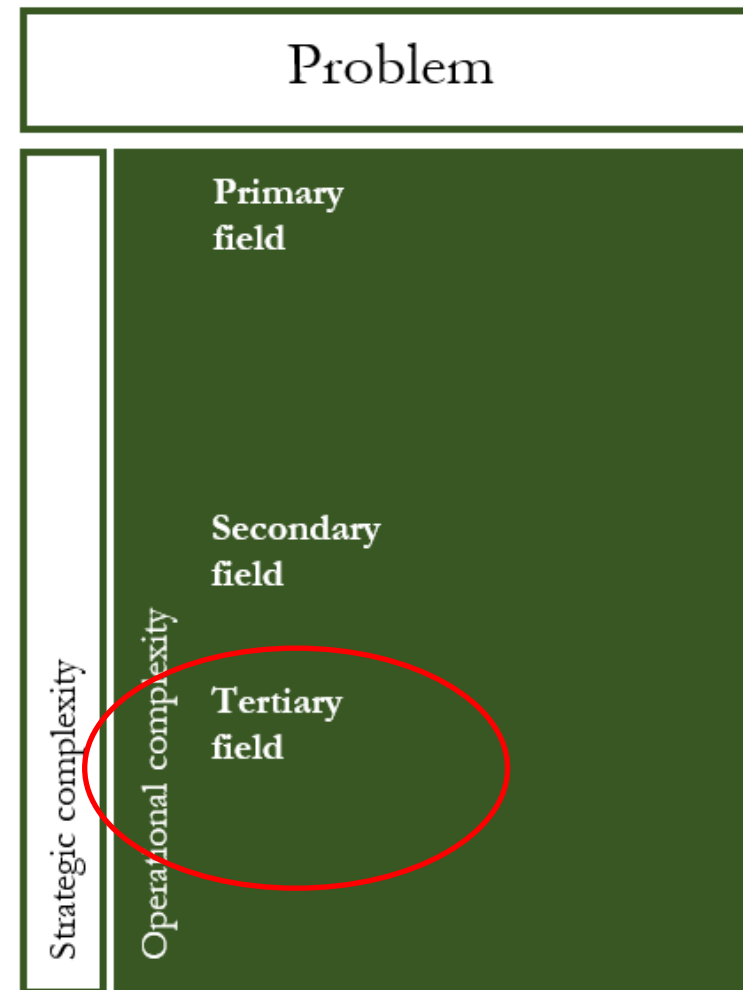 Problem
Primary
field
Secondary
field
Tertiary
field
Strategic complexity
Operational complexity